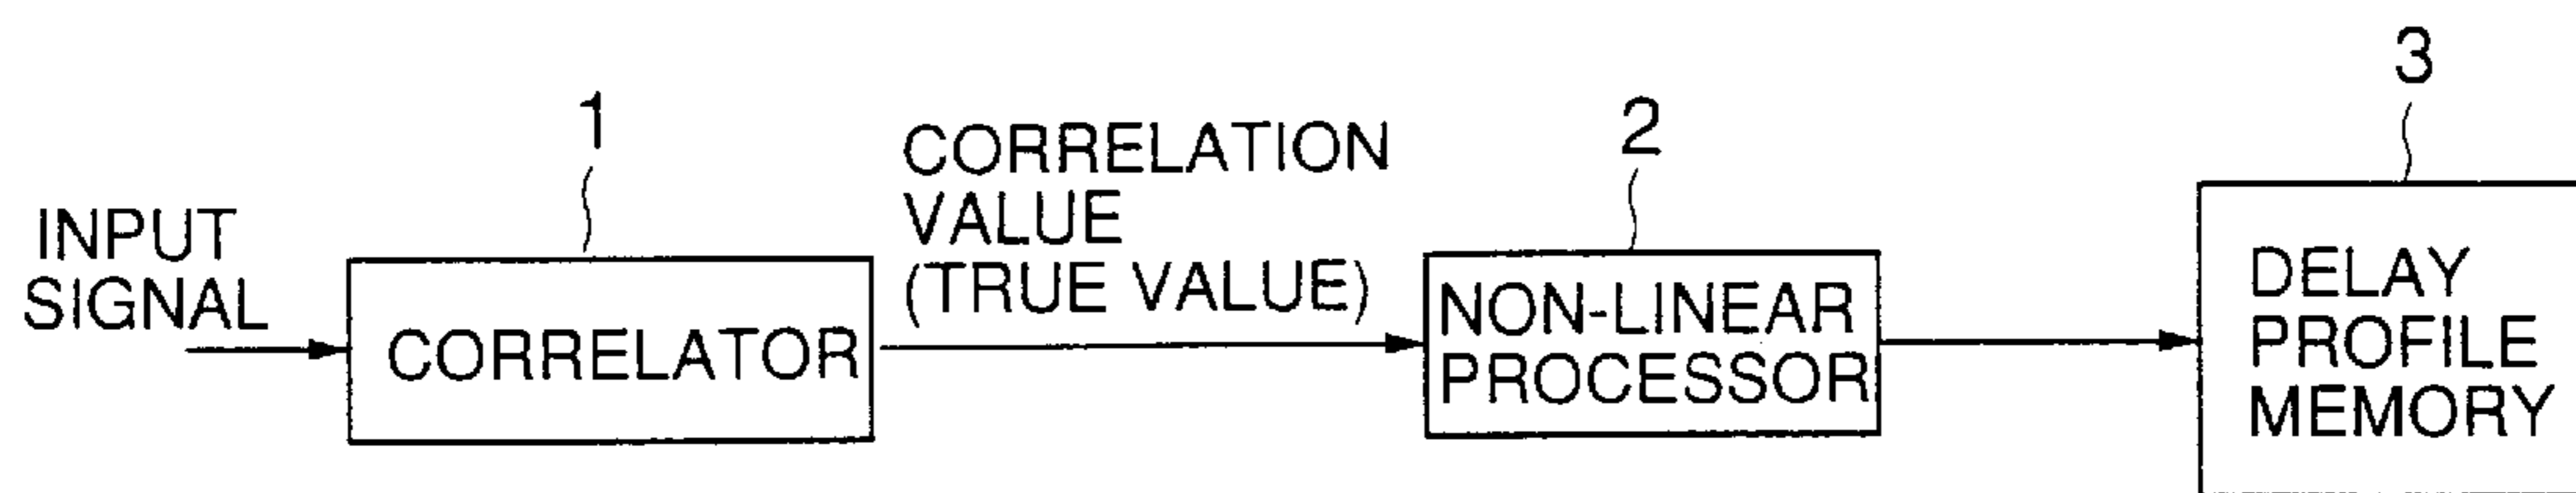 INPUT
SIGNAL
1
CORRELATOR
CORRELATION
VALUE
(TRUE VALUE)
2
NON-LINEAR
PROCESSOR
3
DELAY
PROFILE
MEMORY